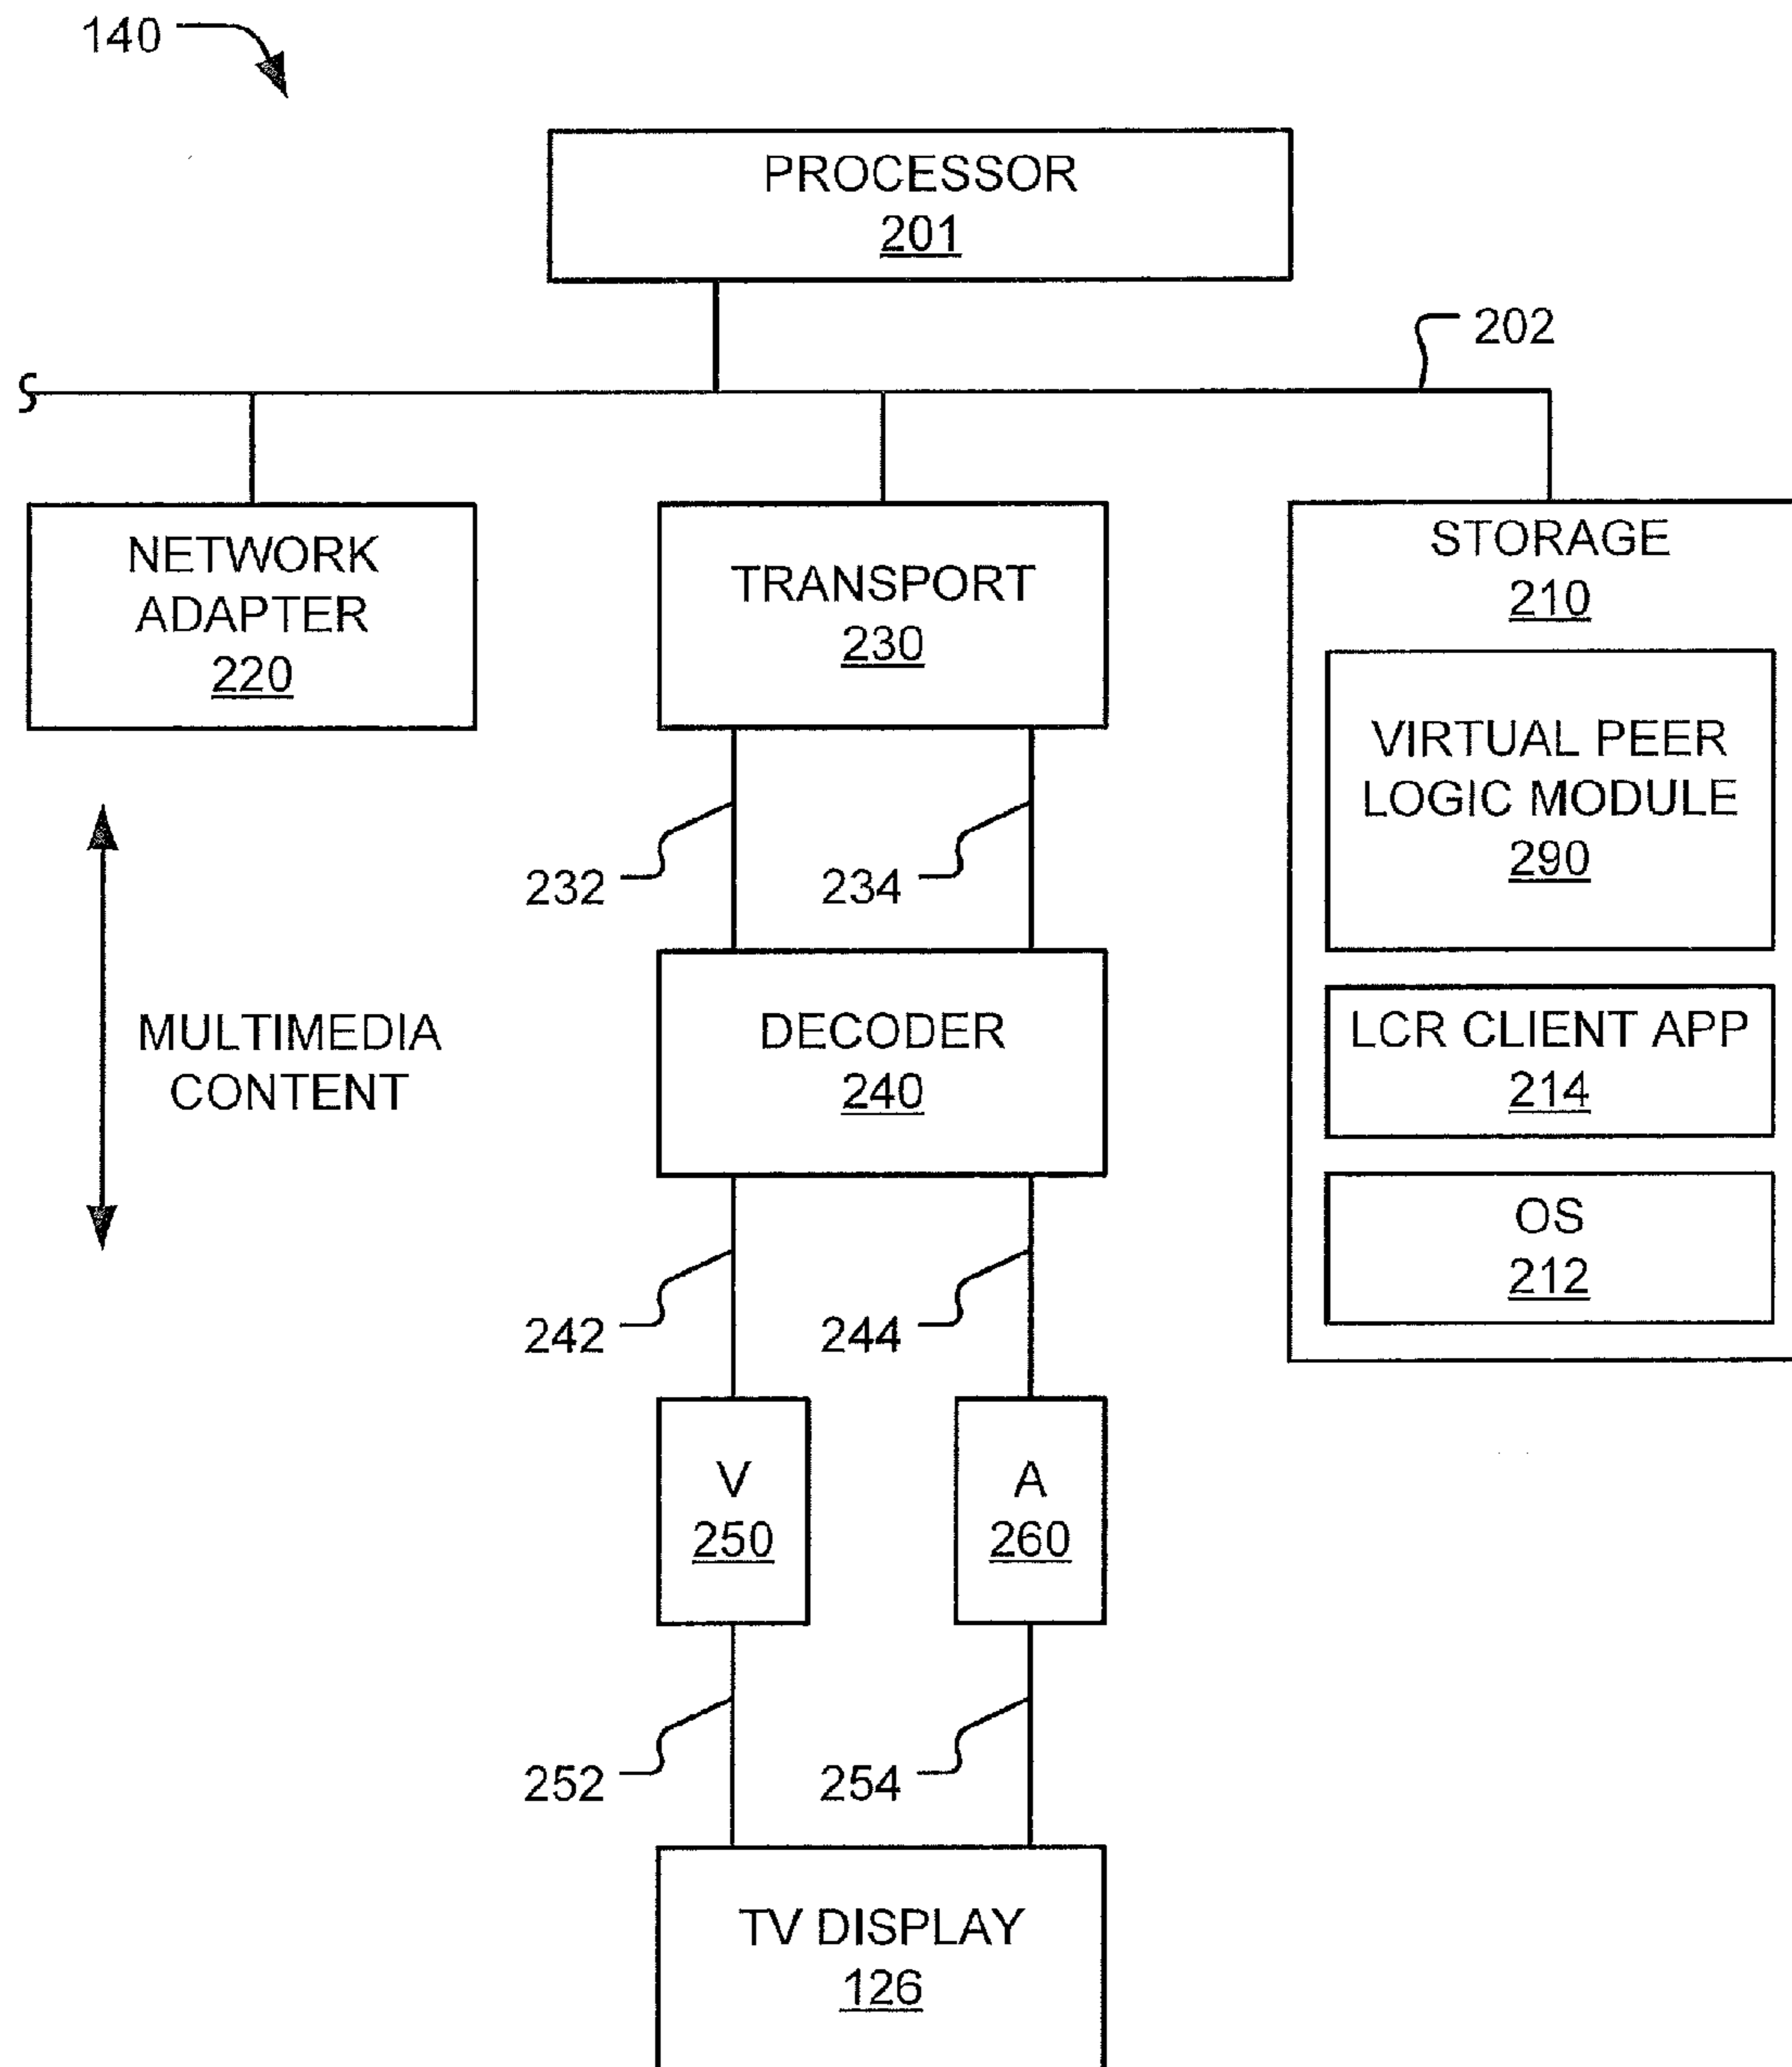 140
PROCESSOR
201
202
NETWORK
ADAPTER
220
TRANSPORT
230
STORAGE
210
VIRTUAL PEER
LOGIC MODULE
290
232
234
MULTIMEDIA
CONTENT
DECODER
240
LCR CLIENT APP
214
OS
212
242
244
V
250
A
260
252
254
TV DISPLAY
126